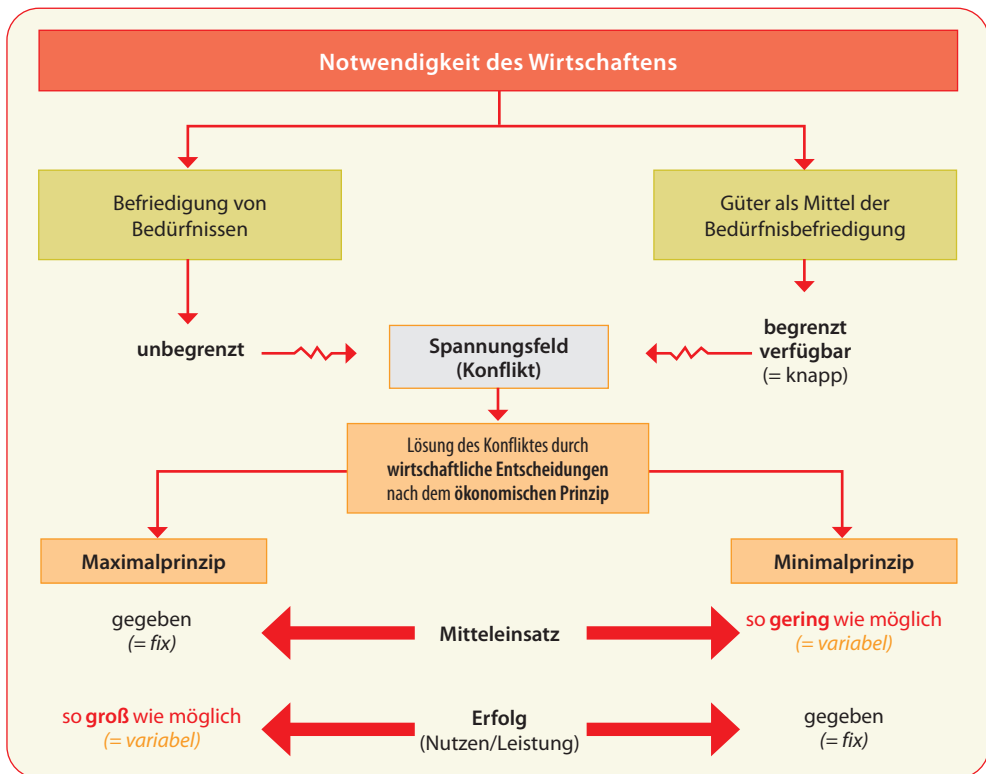 Notwendigkeit des Wirtschaftens
Befriedigung von
Bedürfnissen
Güter als Mittel der
Bedürfnisbefriedigung
unbegrenzt
Spannungsfeld
(Konflikt)
begrenzt
verfügbar
(= knapp)
Lösung des Konfliktes durch
wirtschaftliche Entscheidungen
nach dem ökonomischen Prinzip
Maximalprinzip
Minimalprinzip
gegeben
(= fix)
Mitteleinsatz
so gering wie möglich
(= variabel)
so groß wie möglich
(= variabel)
Erfolg
(Nutzen/Leistung)
gegeben
(= fix)